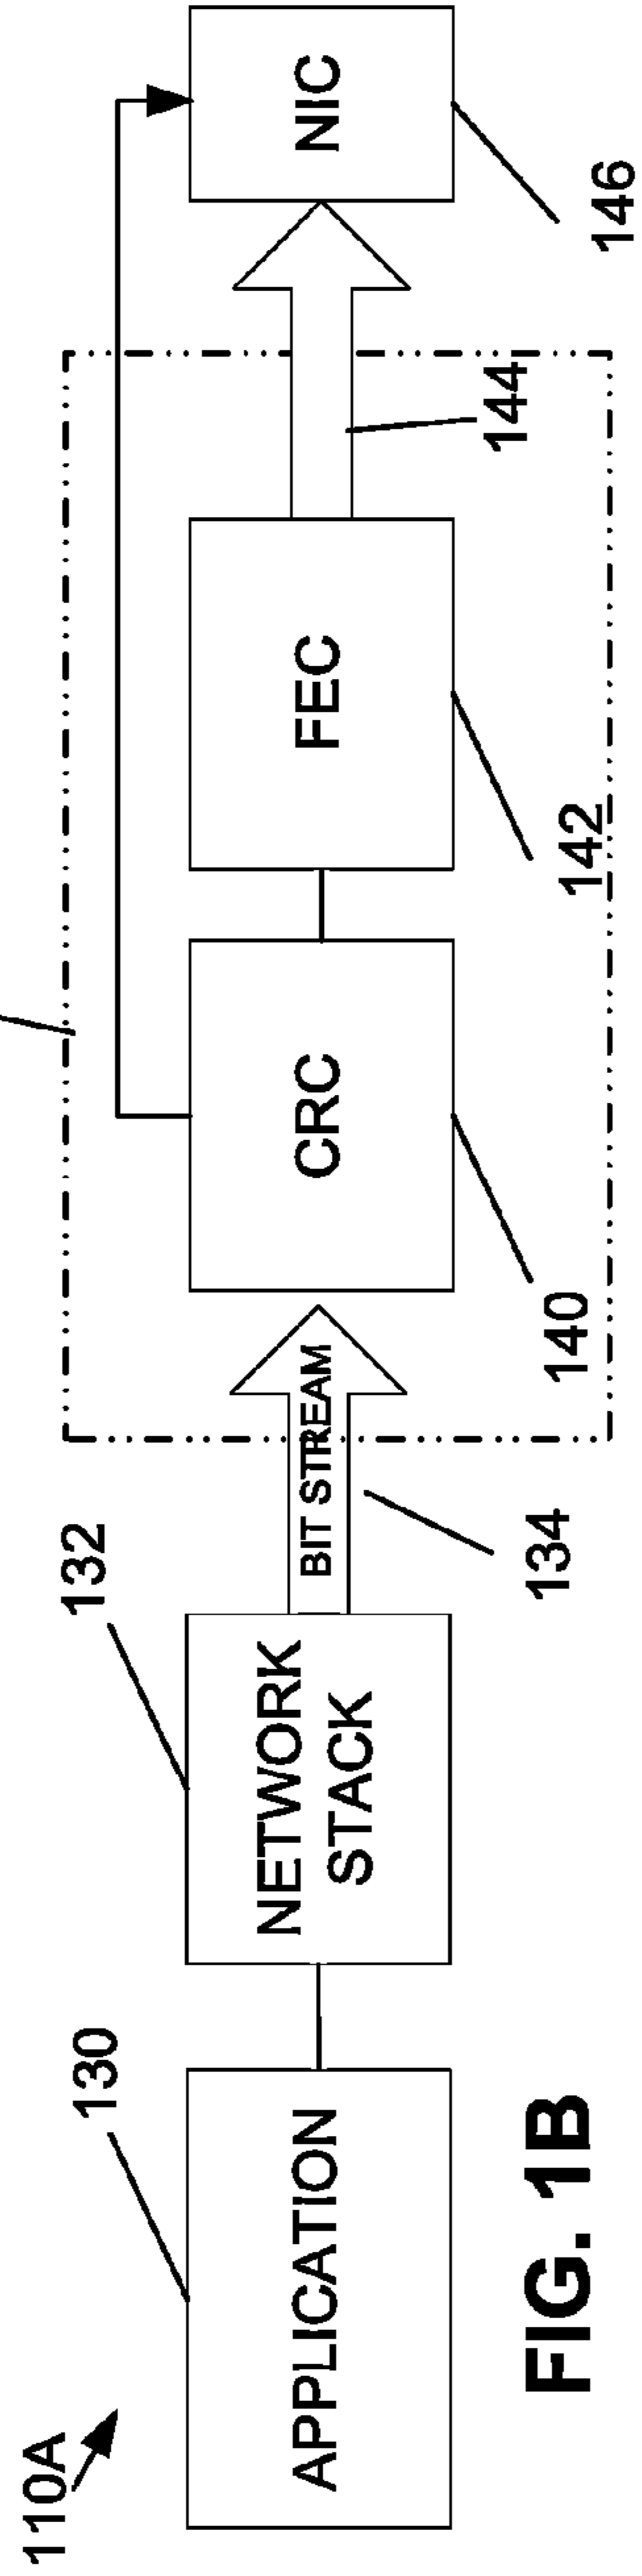 110A
130
132
APPLICATION
NETWORK
STACK
BIT STREAM
134
CRC
140
FEC
142
144
NIC
146
FIG. 1B